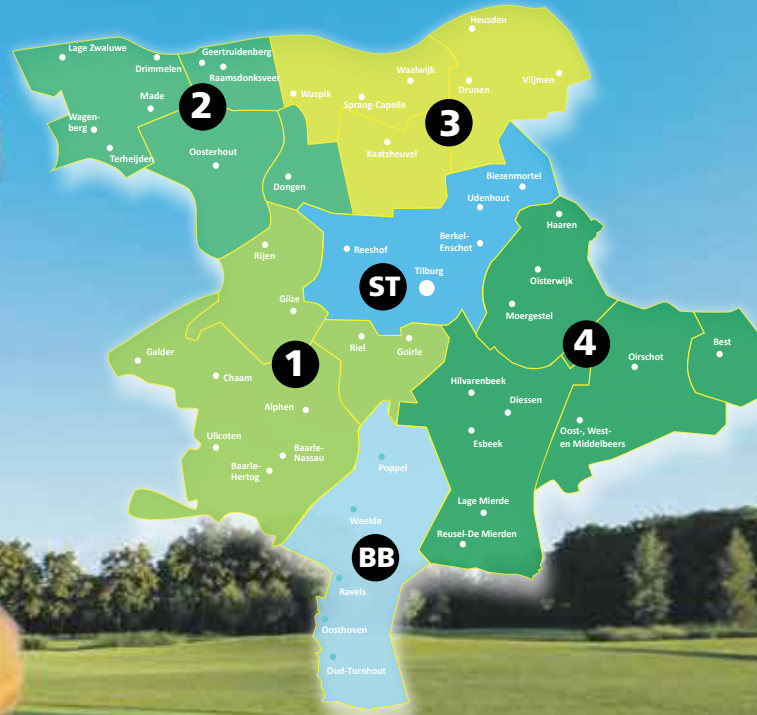 Heusden
Lage Zwaluwe
Geertruidenberg
Drimmelen
Raamsdonksveer
Waalwijk
Vlijmen
Made
Waspik
Sprang-Capelle
Drunen
2
3
Wagen-
berg
Terheijden
Oosterhout
Kaatsheuvel
Dongen
Biezenmortel
Udenhout
Haaren
Rijen
Reeshof
Berkel-
Enschot
Tilburg
Oisterwijk
ST
Gilze
Moergestel
Riel
Goirle
4
Best
Galder
1
Oirschot
Chaam
Hilvarenbeek
Diessen
Alphen
Ulicoten
Esbeek
Oost-, West-
en Middelbeers
Baarle-
Nassau
Baarle-
Hertog
Poppel
Lage Mierde
Weelde
Reusel-De Mierden
BB
Ravels
Oosthoven
Oud-Turnhout